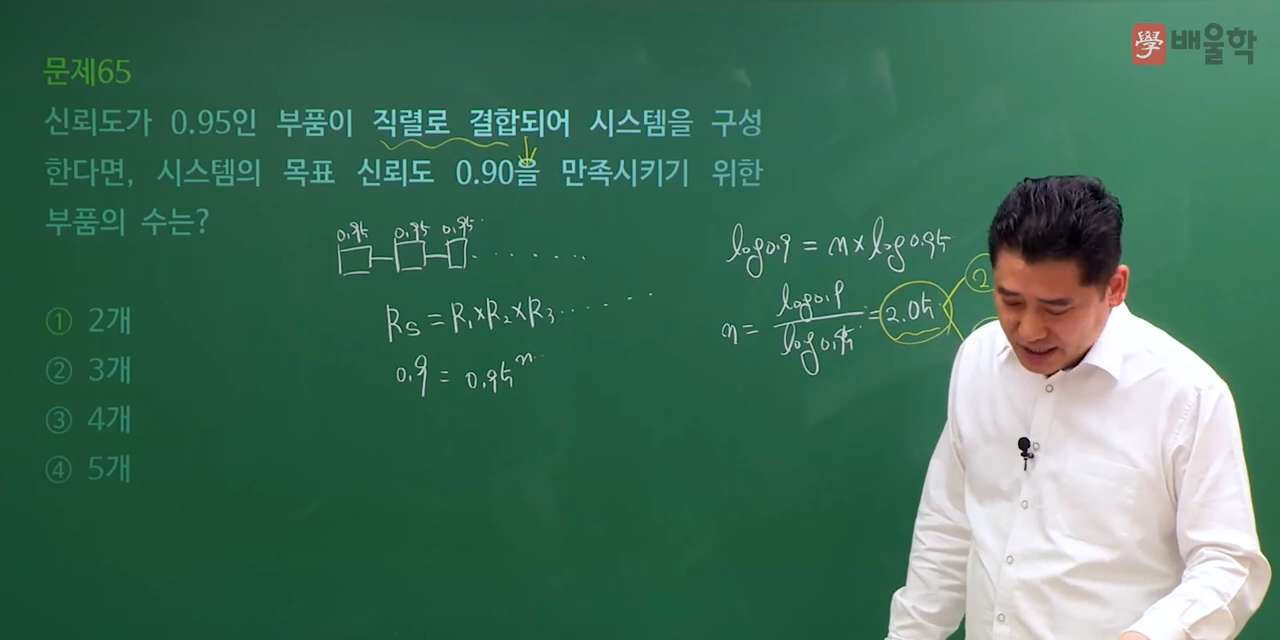 學 배울학
문제65
신뢰도가 0.95인 부품이 직렬로 결합되어 시스템을 구성
한다면, 시스템의 목표 신뢰도 0.90을 만족시키기 위한
부품의 수는?
① 2개
② 3개
③ 4개
④ 5개
0.95 0.95 0.95
Rs = R₁×R₂×R₃......
0.9 = 0.95ⁿ
log0.9 = n×log0.95
n = log0.9 / log0.95 = 2.05
②